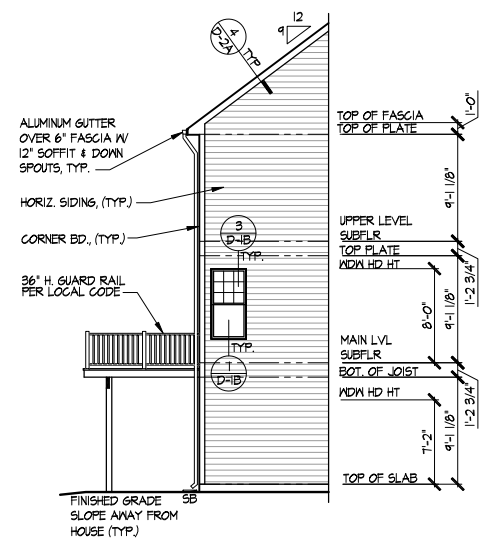 12
9
4
D-2A
TYP
ALUMINUM GUTTER
OVER 6" FASCIA W/
12" SOFFIT & DOWN
SPOUTS, TYP.
HORIZ. SIDING, (TYP.)
CORNER BD., (TYP.)
36" H. GUARD RAIL
PER LOCAL CODE
3
D-1B
TYP.
TYP.
1
D-1B
SB
FINISHED GRADE
SLOPE AWAY FROM
HOUSE (TYP.)
TOP OF FASCIA
TOP OF PLATE
1'-0"
9'-1 1/8"
UPPER LEVEL
SUBFLR
TOP PLATE
WDW HD HT
1'-2 3/4"
8'-0"
9'-1 1/8"
MAIN LVL
SUBFLR
BOT. OF JOIST
WDW HD HT
1'-2 3/4"
7'-2"
9'-1 1/8"
TOP OF SLAB